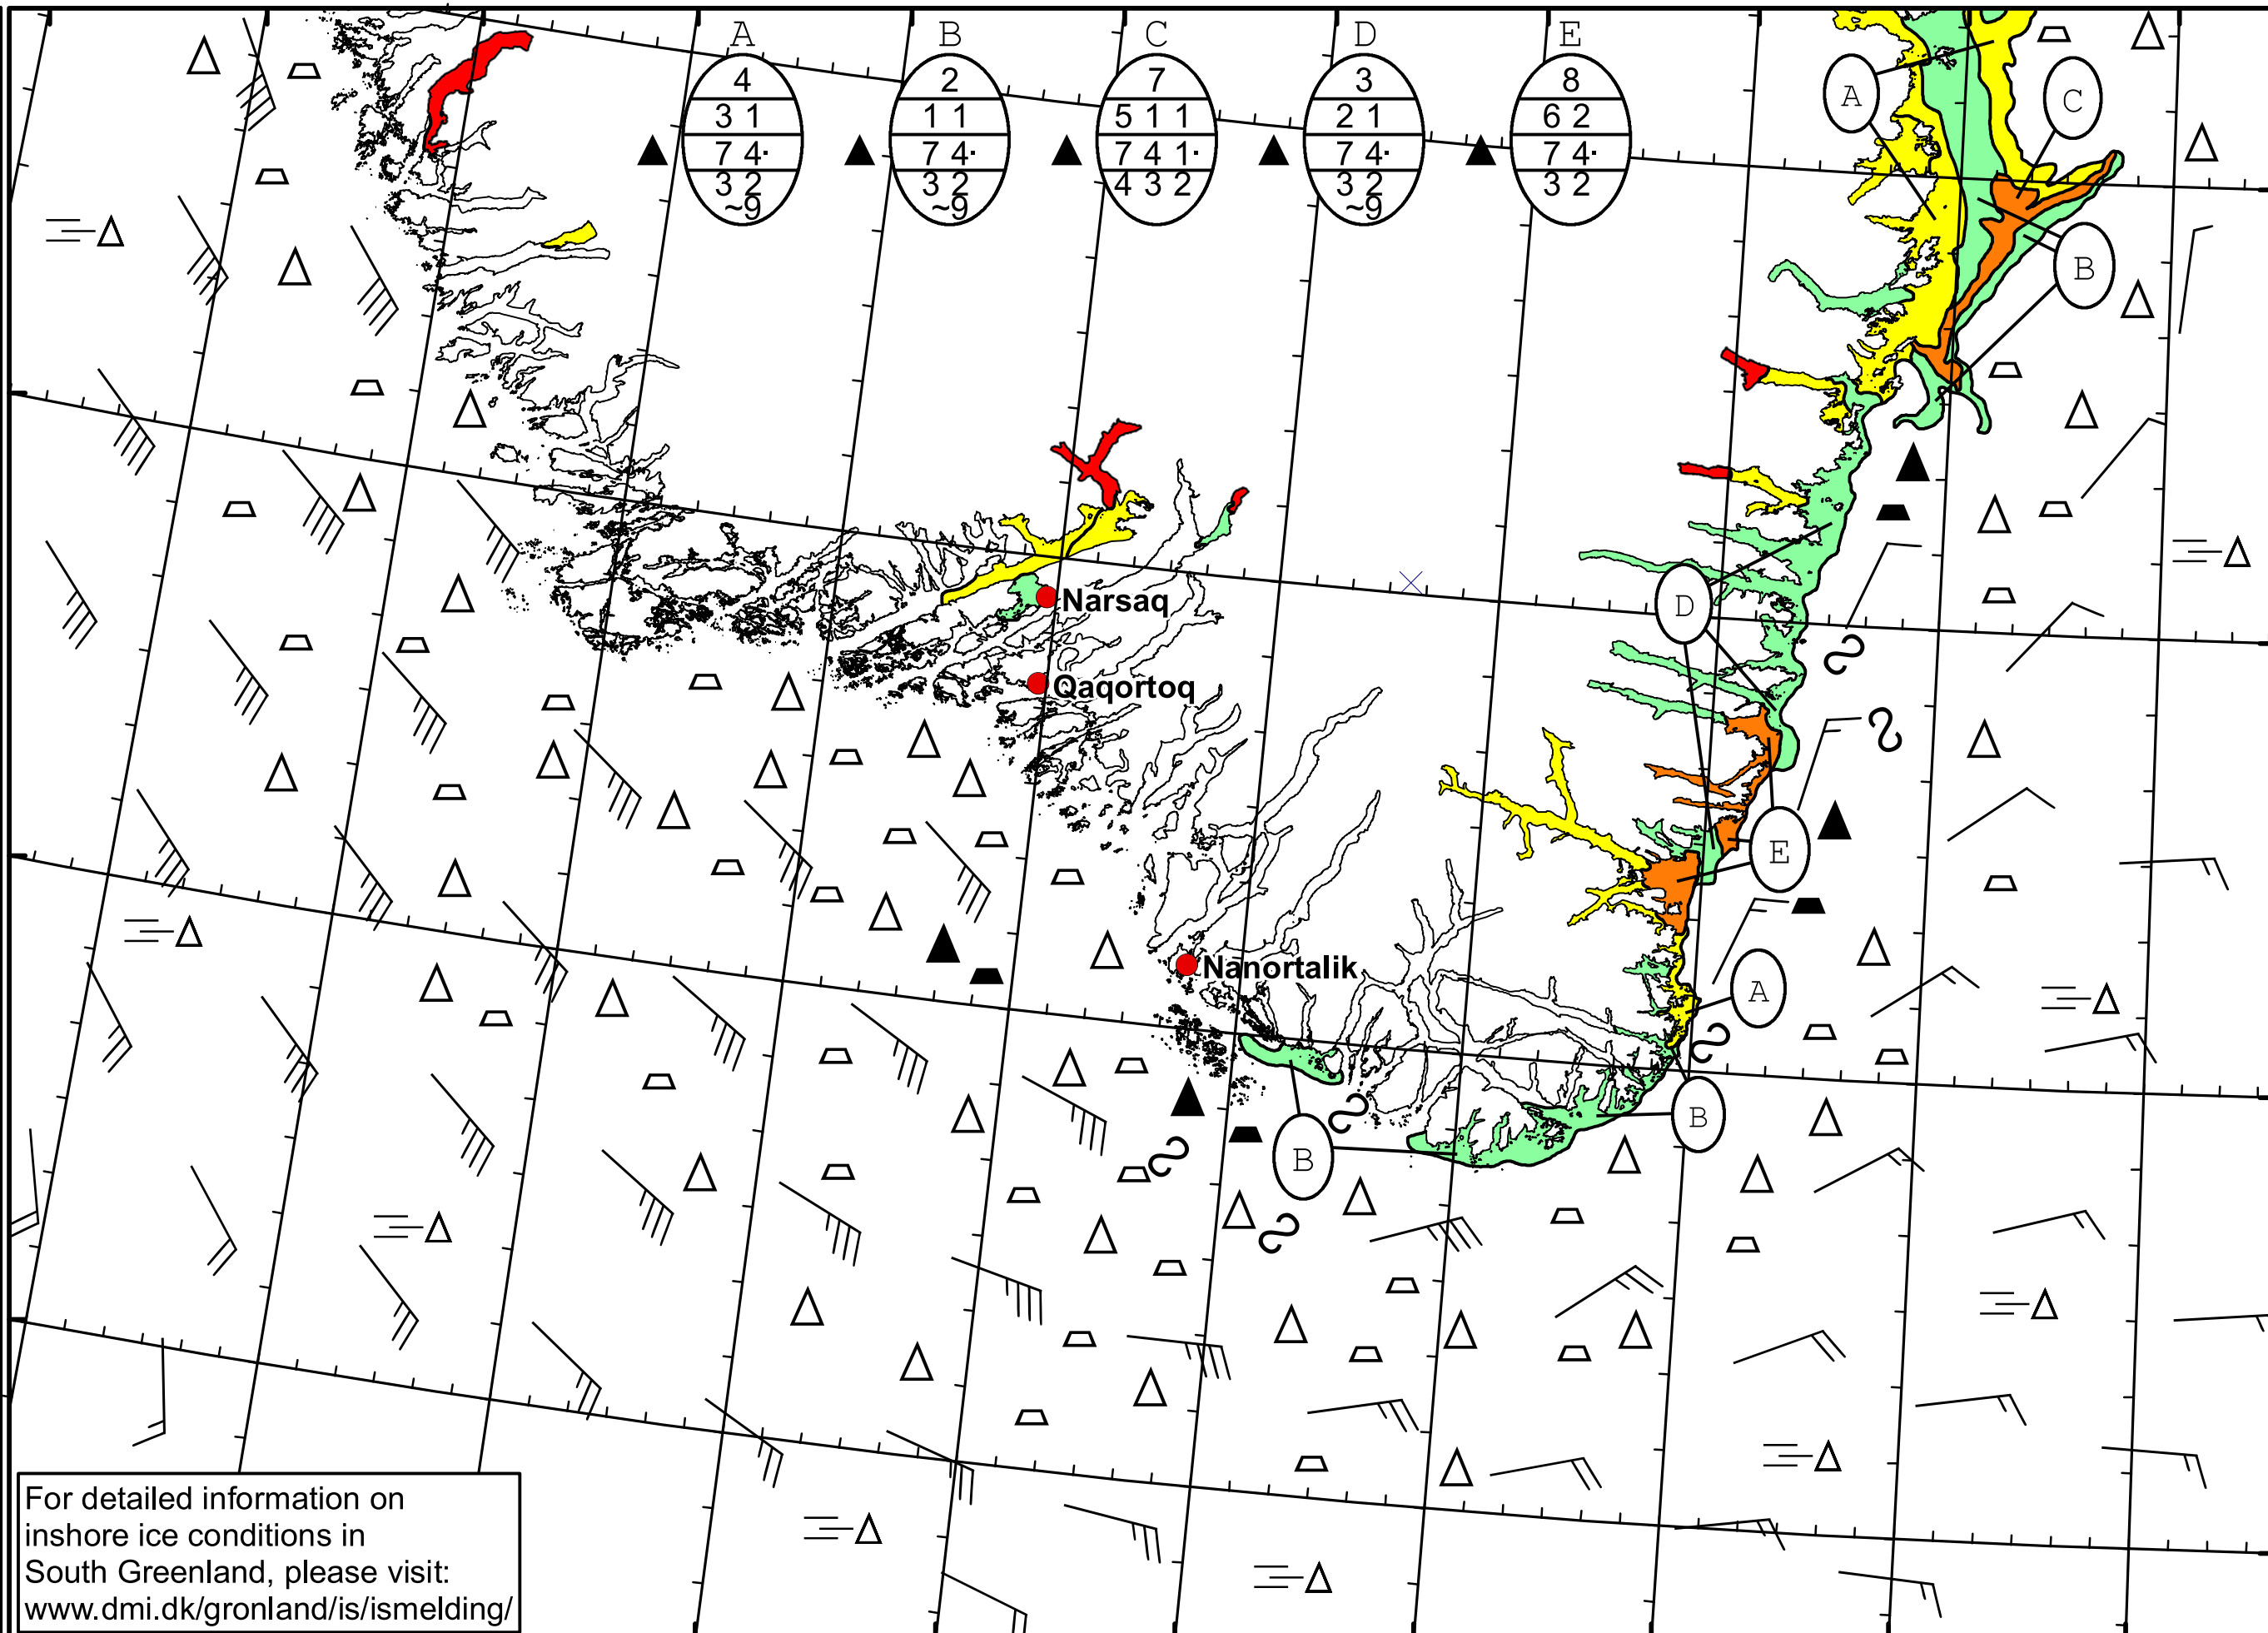 A B C D E
4 2 7 3 8
3 1 1 1 5 1 1 2 1 6 2
7 4· 7 4· 7 4 1· 7 4· 7 4·
3 2 3 2 4 3 2 3 2 3 2
~9 ~9 ~9
A
C
B
Narsaq
D
Qaqortoq
E
Nanortalik
A
B
B
For detailed information on
inshore ice conditions in
South Greenland, please visit:
www.dmi.dk/gronland/is/ismelding/